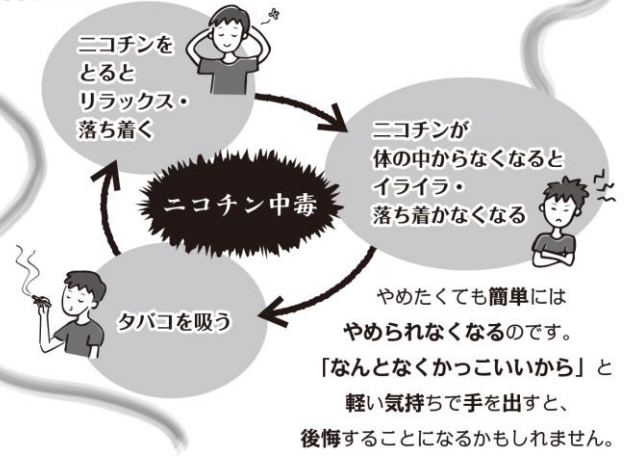 ニコチンを
とると
リラックス・
落ち着く
ニコチンが
体の中からなくなると
イライラ・
落ち着かなくなる
ニコチン中毒
タバコを吸う
やめたくても簡単には
やめられなくなるのです。
「なんとなくかっこいいから」と
軽い気持ちで手を出すと、
後悔することになるかもしれません。